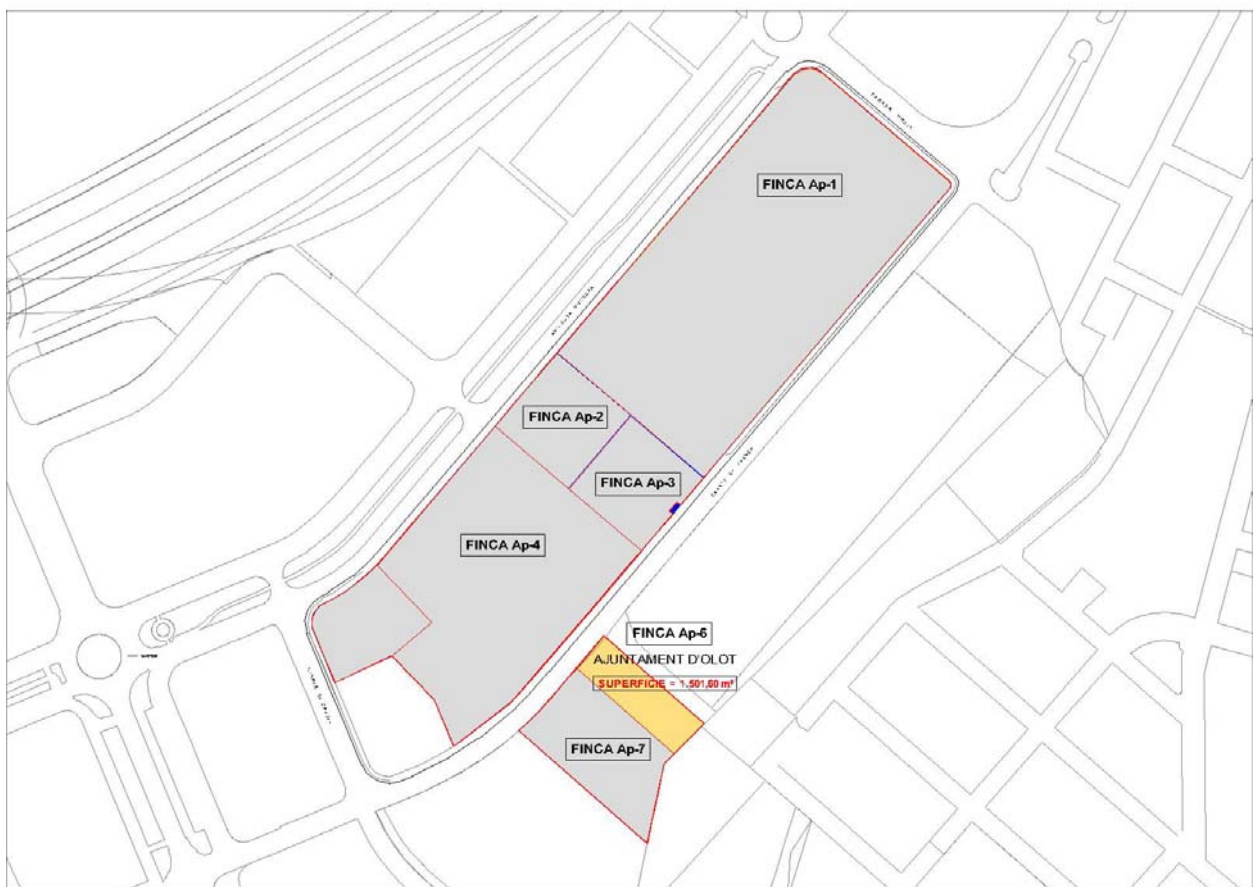 FINCA Ap-1
FINCA Ap-2
FINCA Ap-3
FINCA Ap-4
FINCA Ap-6
AJUNTAMENT D'OLOT
SUPERFICIE = 1.501,60 m²
FINCA Ap-7